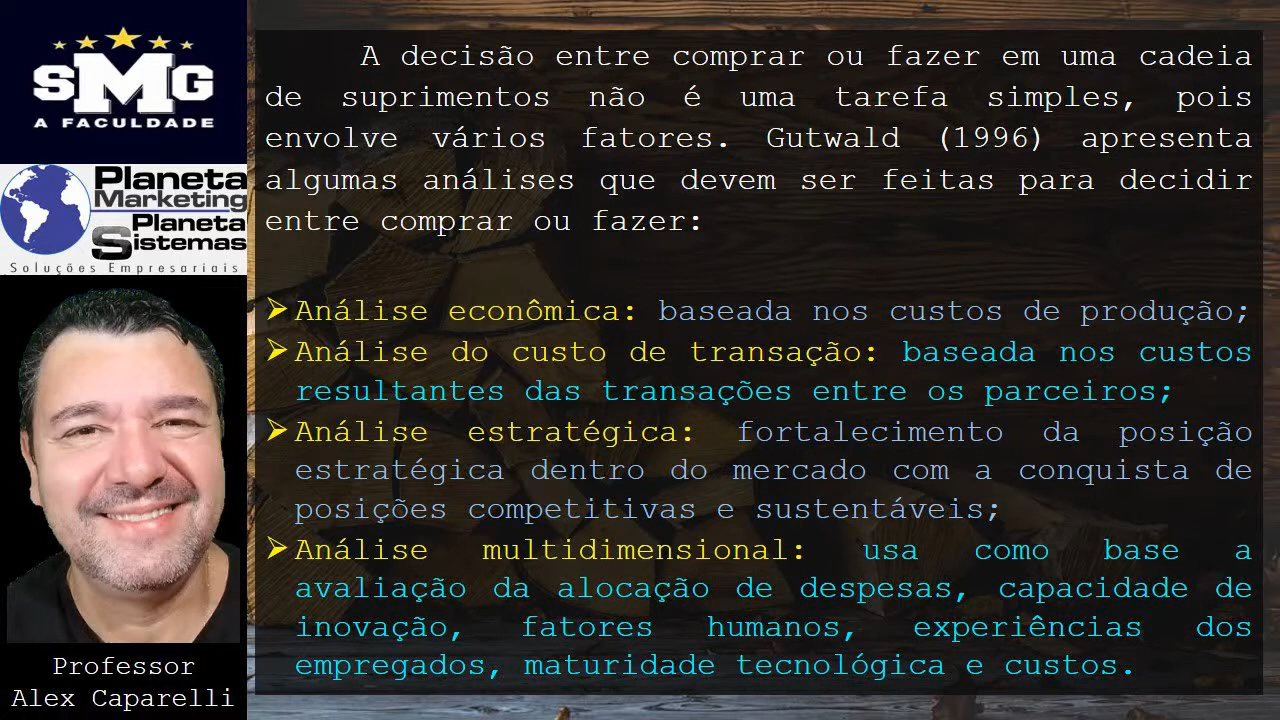 SMG
A FACULDADE
Planeta
Marketing
Planeta
Sistemas
Soluções Empresariais
Professor
Alex Caparelli
A decisão entre comprar ou fazer em uma cadeia
de suprimentos não é uma tarefa simples, pois
envolve vários fatores. Gutwald (1996) apresenta
algumas análises que devem ser feitas para decidir
entre comprar ou fazer:
➢Análise econômica: baseada nos custos de produção;
➢Análise do custo de transação: baseada nos custos
resultantes das transações entre os parceiros;
➢Análise estratégica: fortalecimento da posição
estratégica dentro do mercado com a conquista de
posições competitivas e sustentáveis;
➢Análise multidimensional: usa como base a
avaliação da alocação de despesas, capacidade de
inovação, fatores humanos, experiências dos
empregados, maturidade tecnológica e custos.